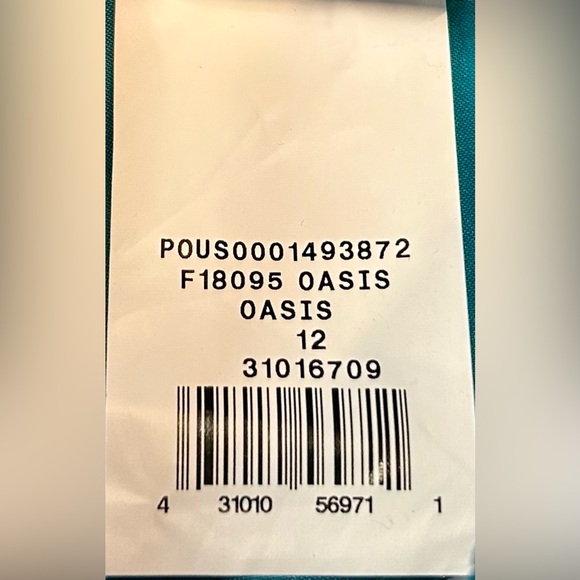 POUS0001493872
F18095 OASIS
OASIS
12
31016709
4 31010 56971 1